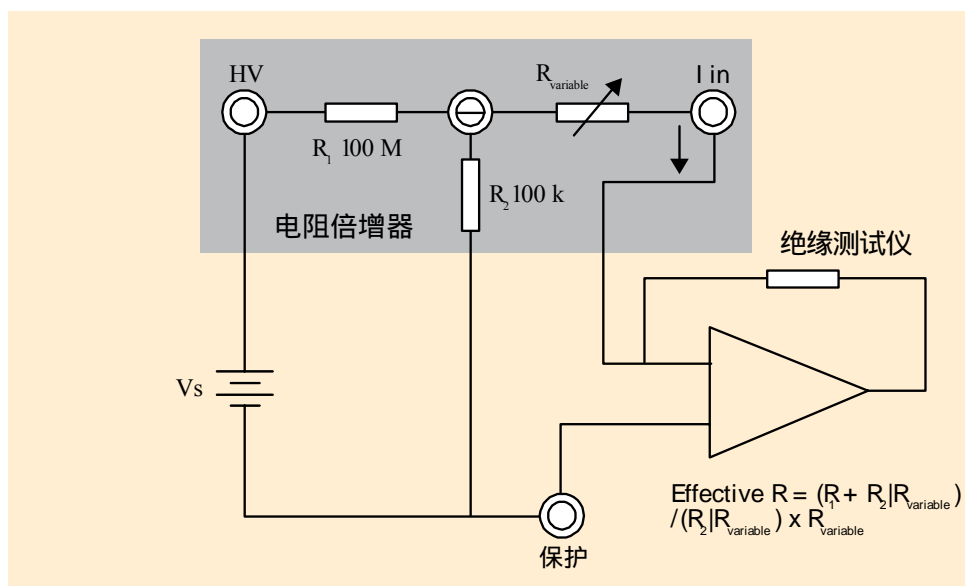 HV
R variable
I in
R1 100 M
R2 100 k
电阻倍增器
绝缘测试仪
Vs
Effective R = (R1 + R2|Rvariable)
/(R2|Rvariable) x Rvariable
保护